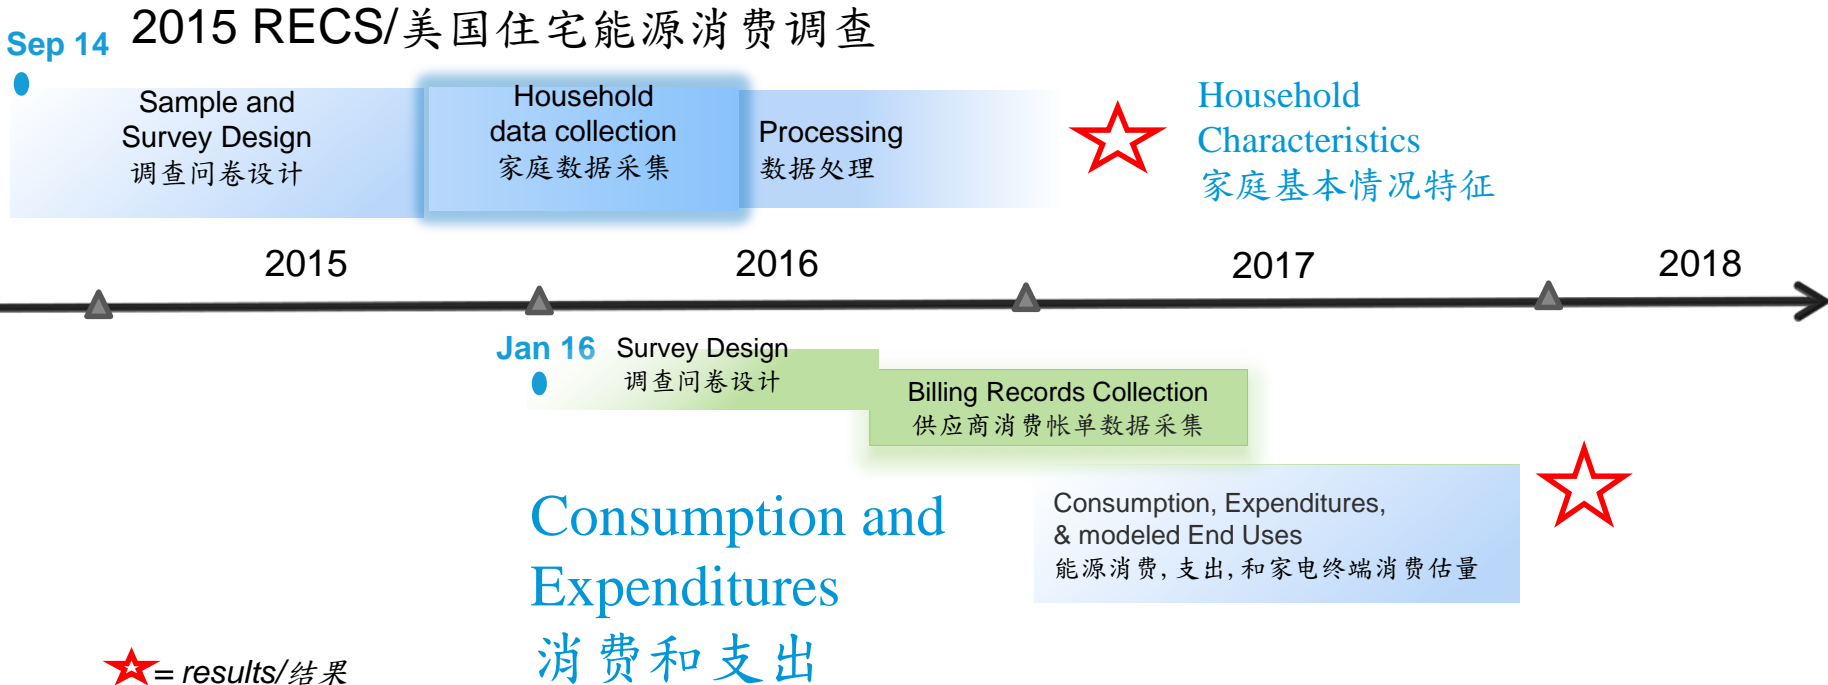 2015 RECS/美国住宅能源消费调查
Sep 14
Sample and
Survey Design
调查问卷设计
Household
data collection
家庭数据采集
Processing
数据处理
Household
Characteristics
家庭基本情况特征
2015
2016
2017
2018
Jan 16
Survey Design
调查问卷设计
Billing Records Collection
供应商消费帐单数据采集
Consumption and
Expenditures
消费和支出
Consumption, Expenditures,
& modeled End Uses
能源消费, 支出, 和家电终端消费估量
= results/结果